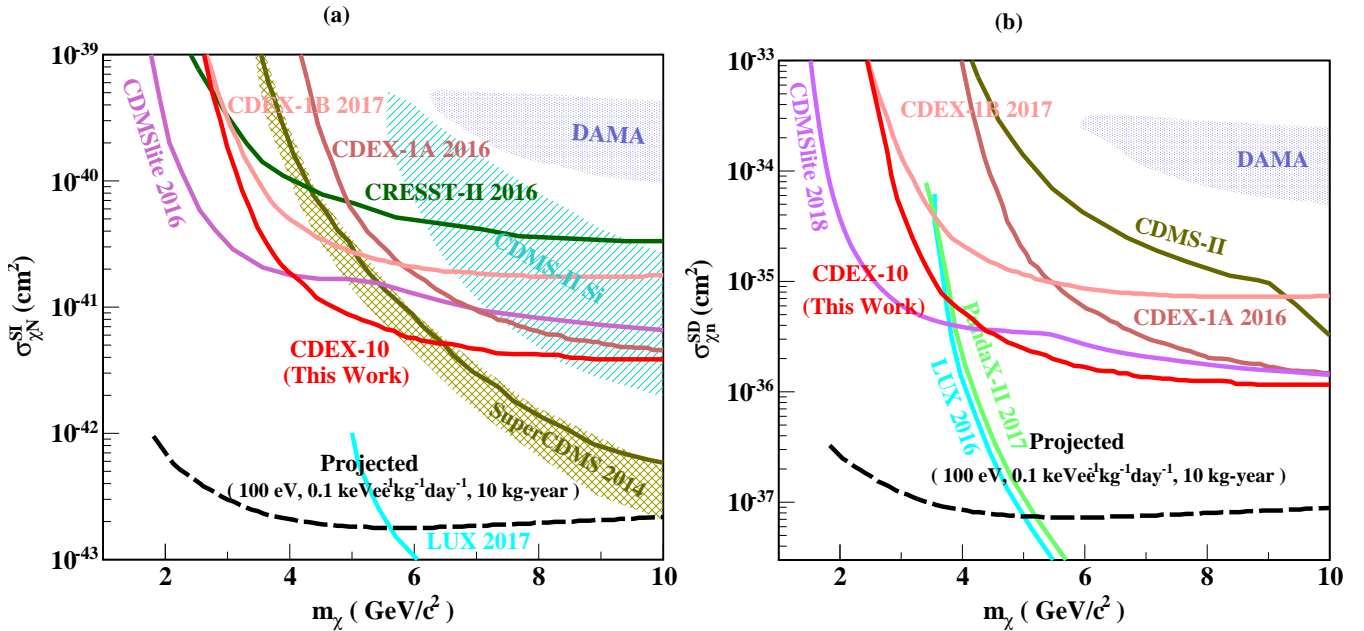 (a)
10^-39
10^-40
10^-41
10^-42
10^-43
σ_χN^SI (cm^2)
CDMSlite 2016
CDEX-1B 2017
CDEX-1A 2016
CRESST-II 2016
DAMA
CDMS-II Si
CDEX-10
(This Work)
SuperCDMS 2014
Projected
( 100 eV, 0.1 keVee^-1kg^-1day^-1, 10 kg-year )
LUX 2017
2 4 6 8 10
m_χ ( GeV/c^2 )
(b)
10^-33
10^-34
10^-35
10^-36
10^-37
σ_χn^SD (cm^2)
CDMSlite 2018
CDEX-1B 2017
DAMA
CDMS-II
CDEX-10
(This Work)
CDEX-1A 2016
PandaX-II 2017
LUX 2016
Projected
( 100 eV, 0.1 keVee^-1kg^-1day^-1, 10 kg-year )
2 4 6 8 10
m_χ ( GeV/c^2 )